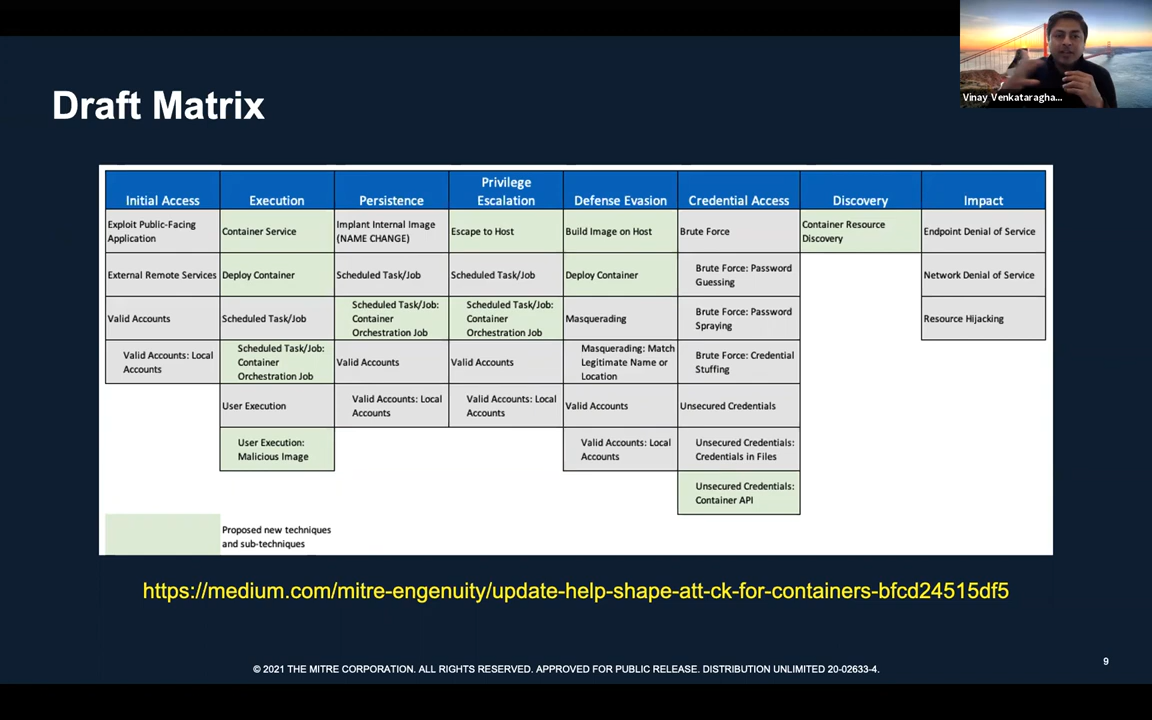 Vinay Venkataragha...
Draft Matrix
Initial Access
Execution
Persistence
Privilege
Escalation
Defense Evasion
Credential Access
Discovery
Impact
Exploit Public-Facing
Application
Container Service
Implant Internal Image
(NAME CHANGE)
Escape to Host
Build Image on Host
Brute Force
Container Resource
Discovery
Endpoint Denial of Service
External Remote Services
Deploy Container
Scheduled Task/Job
Scheduled Task/Job
Deploy Container
Brute Force: Password
Guessing
Network Denial of Service
Valid Accounts
Scheduled Task/Job
Scheduled Task/Job:
Container
Orchestration Job
Scheduled Task/Job:
Container
Orchestration Job
Masquerading
Brute Force: Password
Spraying
Resource Hijacking
Valid Accounts: Local
Accounts
Scheduled Task/Job:
Container
Orchestration Job
Valid Accounts
Valid Accounts
Masquerading: Match
Legitimate Name or
Location
Brute Force: Credential
Stuffing
User Execution
Valid Accounts: Local
Accounts
Valid Accounts: Local
Accounts
Valid Accounts
Unsecured Credentials
User Execution:
Malicious Image
Valid Accounts: Local
Accounts
Unsecured Credentials:
Credentials in Files
Unsecured Credentials:
Container API
Proposed new techniques
and sub-techniques
https://medium.com/mitre-engenuity/update-help-shape-att-ck-for-containers-bfcd24515df5
© 2021 THE MITRE CORPORATION. ALL RIGHTS RESERVED. APPROVED FOR PUBLIC RELEASE. DISTRIBUTION UNLIMITED 20-02633-4.
9